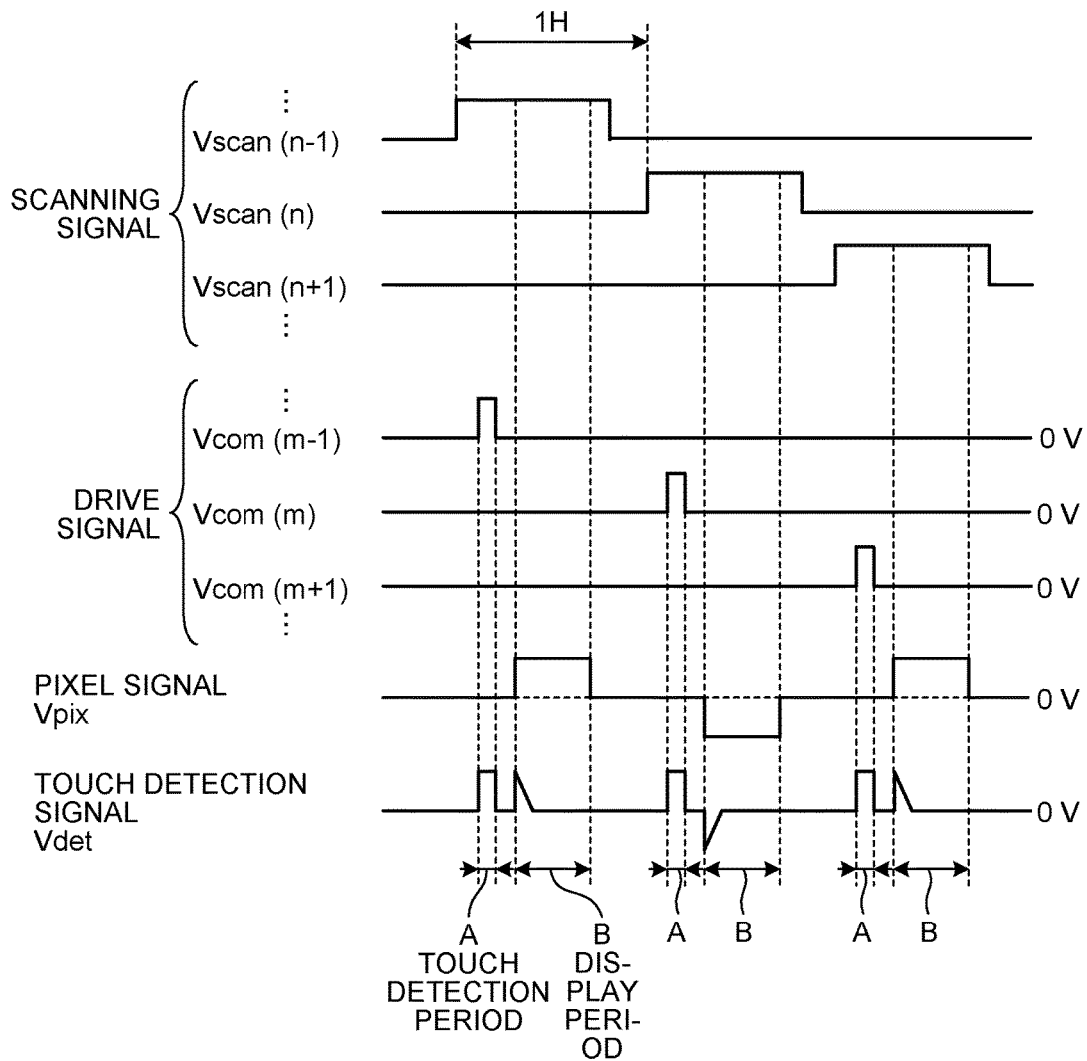 1H
⋮
Vscan (n-1)
SCANNING
SIGNAL
Vscan (n)
Vscan (n+1)
⋮
⋮
Vcom (m-1)
0 V
DRIVE
SIGNAL
Vcom (m)
0 V
Vcom (m+1)
0 V
⋮
PIXEL SIGNAL
Vpix
0 V
TOUCH DETECTION
SIGNAL
Vdet
0 V
A
TOUCH
DETECTION
PERIOD
B
DIS-
PLAY
PERI-
OD
A
B
A
B